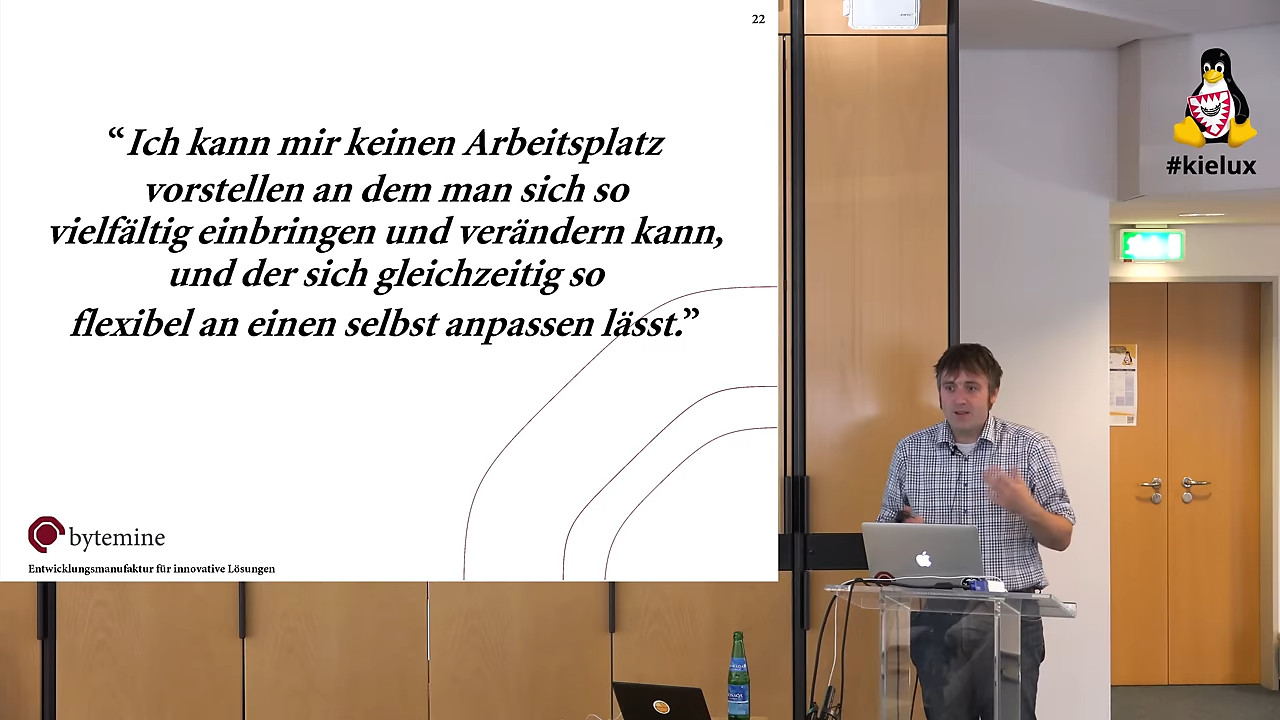 22
“Ich kann mir keinen Arbeitsplatz
vorstellen an dem man sich so
vielfältig einbringen und verändern kann,
und der sich gleichzeitig so
flexibel an einen selbst anpassen lässt.”
bytemine
Entwicklungsmanufaktur für innovative Lösungen
#kielux